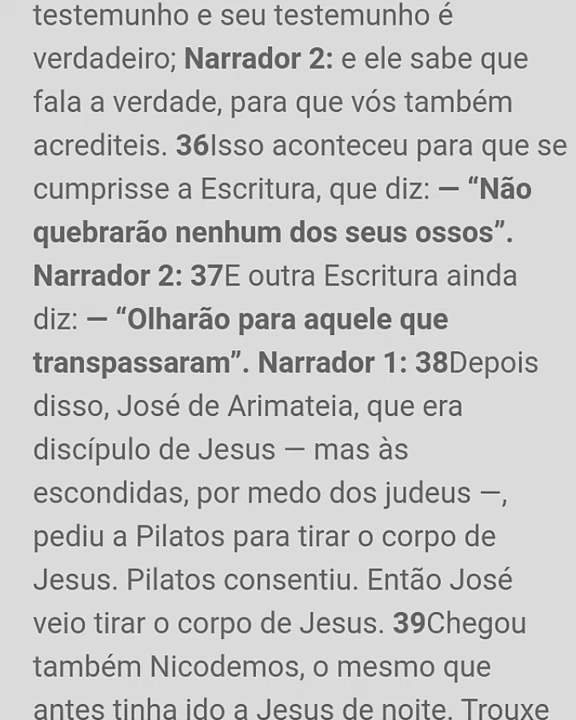 testemunho e seu testemunho é
verdadeiro; Narrador 2: e ele sabe que
fala a verdade, para que vós também
acrediteis. 36Isso aconteceu para que se
cumprisse a Escritura, que diz: — “Não
quebrarão nenhum dos seus ossos”.
Narrador 2: 37E outra Escritura ainda
diz: — “Olharão para aquele que
transpassaram”. Narrador 1: 38Depois
disso, José de Arimateia, que era
discípulo de Jesus — mas às
escondidas, por medo dos judeus —,
pediu a Pilatos para tirar o corpo de
Jesus. Pilatos consentiu. Então José
veio tirar o corpo de Jesus. 39Chegou
também Nicodemos, o mesmo que
antes tinha ido a Jesus de noite. Trouxe